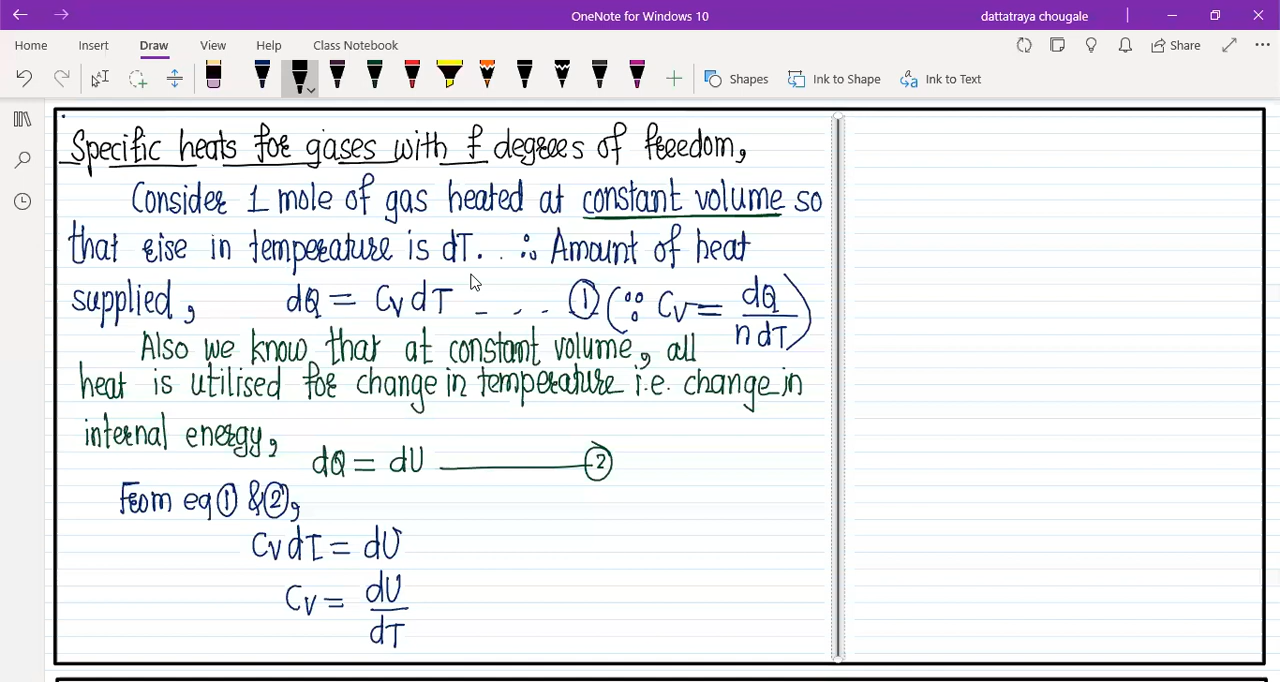 OneNote for Windows 10
dattatraya chougale
Home Insert Draw View Help Class Notebook
Share
Shapes Ink to Shape Ink to Text
Specific heats for gases with f degrees of freedom,
Consider 1 mole of gas heated at constant volume so
that rise in temperature is dT. ∴ Amount of heat
supplied, dQ = Cv dT - . . . ① (∵ Cv = dQ / n dT)
Also we know that at constant volume, all
heat is utilised for change in temperature i.e. change in
internal energy,
dQ = dU ——— ②
From eq ① & ②,
Cv dT = dU
Cv = dU / dT